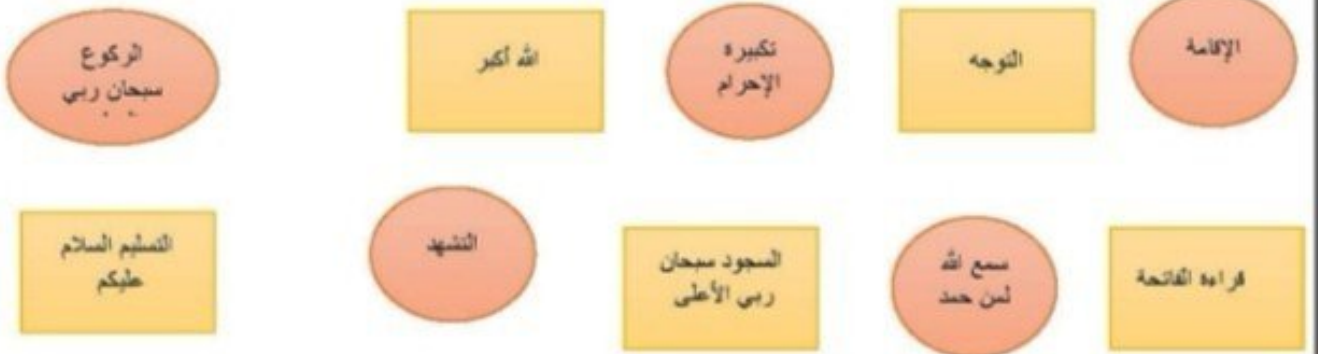 الإقامة
التوجه
تكبيرة
الإحرام
الله أكبر
الركوع
سبحان ربي
قراءة الفاتحة
سمع الله
لمن حمد
السجود سبحان
ربي الأعلى
التشهد
التسليم السلام
عليكم